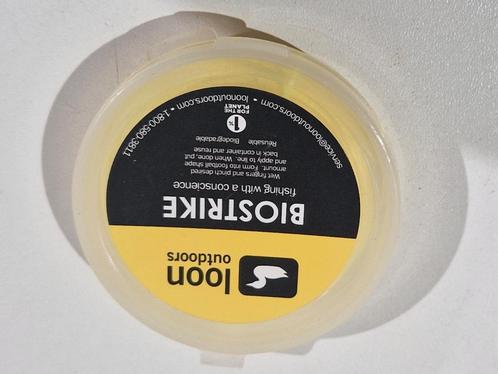 loon
outdoors
BIOSTRIKE
fishing with a conscience
Wet fingers and pinch and desired
amount. Form into football shape
and apply to line. When done, put
back in container and reuse
Reusable Biodegradable
1%
FOR THE
PLANET
service@loonoutdoors.com • 1-800-580-3811 • loonoutdoors.com •